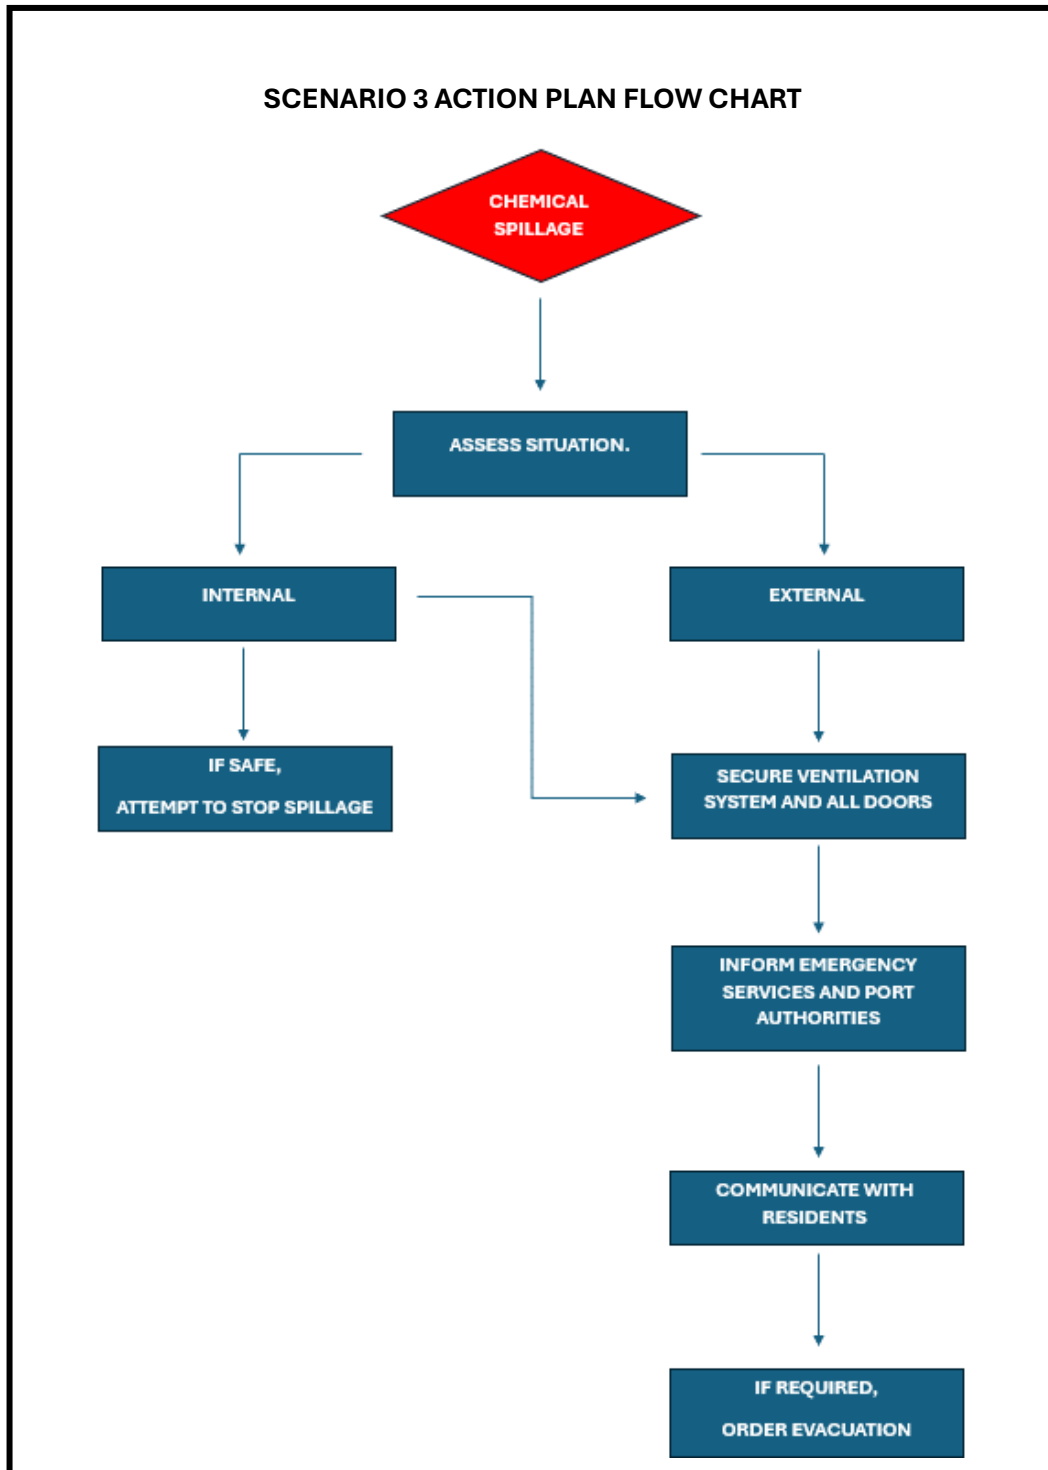 SCENARIO 3 ACTION PLAN FLOW CHART
CHEMICAL
SPILLAGE
ASSESS SITUATION.
INTERNAL
EXTERNAL
IF SAFE,
ATTEMPT TO STOP SPILLAGE
SECURE VENTILATION
SYSTEM AND ALL DOORS
INFORM EMERGENCY
SERVICES AND PORT
AUTHORITIES
COMMUNICATE WITH
RESIDENTS
IF REQUIRED,
ORDER EVACUATION